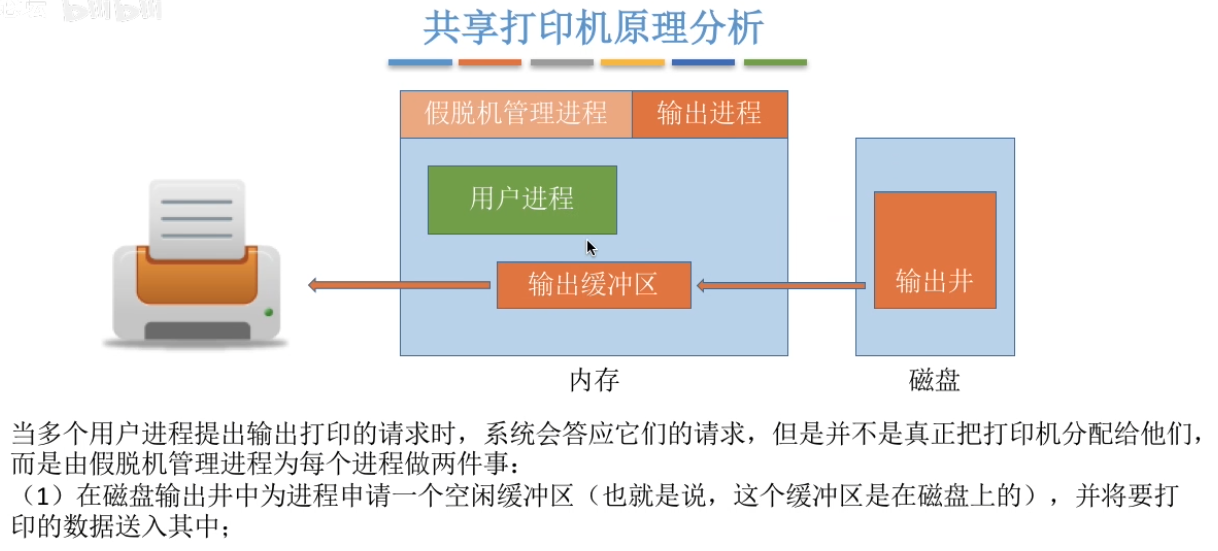 共享打印机原理分析
假脱机管理进程
输出进程
用户进程
输出缓冲区
输出井
内存
磁盘
当多个用户进程提出输出打印的请求时，系统会答应它们的请求，但是并不是真正把打印机分配给他们，
而是由假脱机管理进程为每个进程做两件事：
（1）在磁盘输出井中为进程申请一个空闲缓冲区（也就是说，这个缓冲区是在磁盘上的），并将要打
印的数据送入其中；